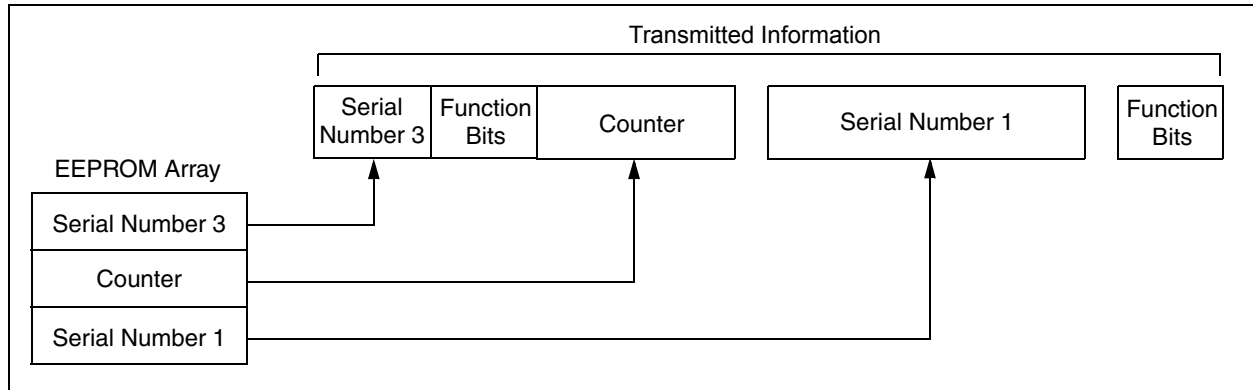 Transmitted Information
Serial
Number 3
Function
Bits
Counter
Serial Number 1
Function
Bits
EEPROM Array
Serial Number 3
Counter
Serial Number 1